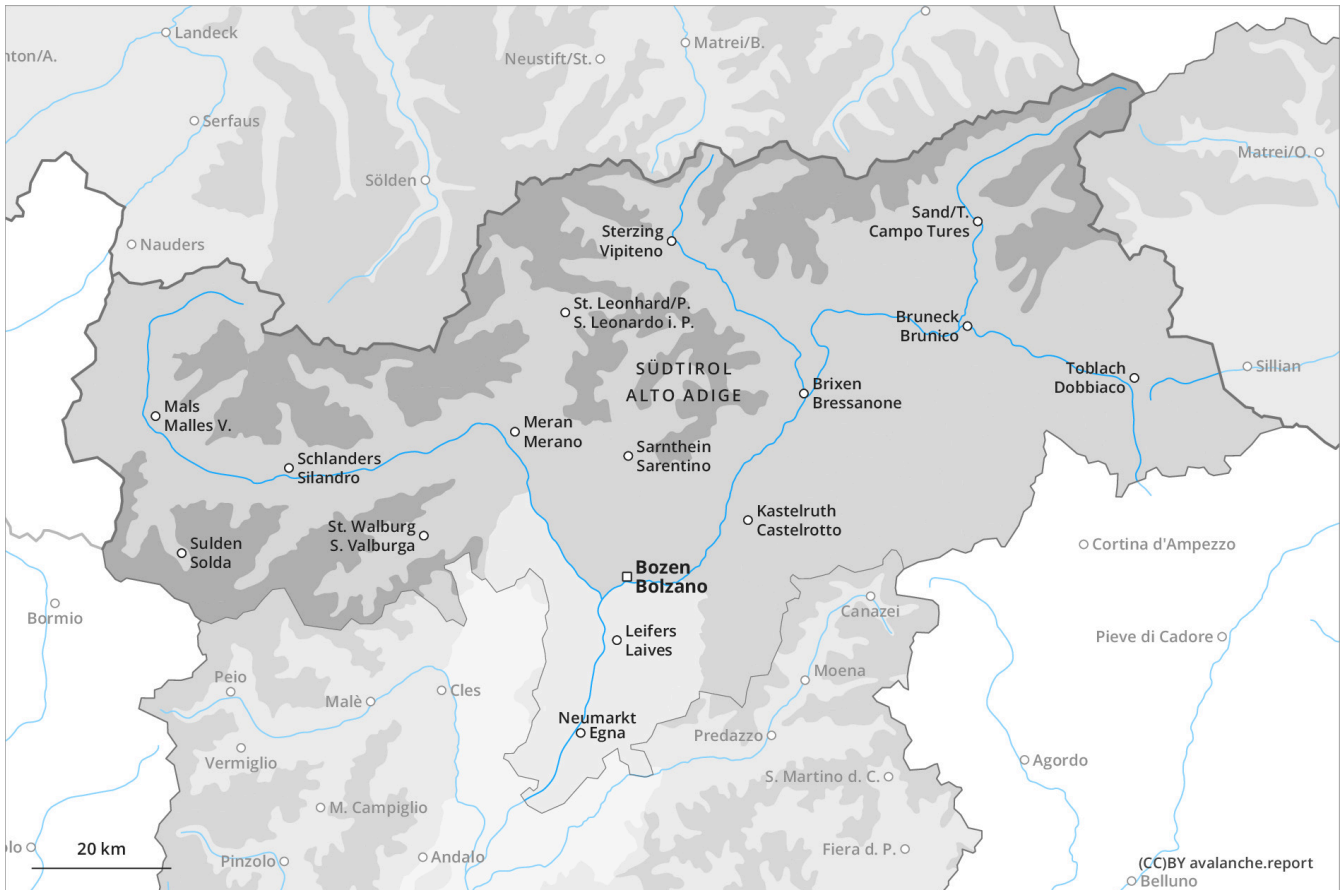 Landeck
Matrei/B.
nton/A.
Neustift/St.
Serfaus
Matrei/O.
Sölden
Sand/T.
Campo Tures
Sterzing
Vipiteno
Nauders
St. Leonhard/P.
S. Leonardo i. P.
Bruneck
Brunico
SÜDTIROL
ALTO ADIGE
Toblach
Dobbiaco
Sillian
Brixen
Bressanone
Mals
Malles V.
Meran
Merano
Schlanders
Silandro
Sarnthein
Sarentino
Kastelruth
Castelrotto
St. Walburg
S. Valburga
Sulden
Solda
Cortina d'Ampezzo
Bozen
Bolzano
Bormio
Canazei
Leifers
Laives
Pieve di Cadore
Peio
Malè
Cles
Moena
Neumarkt
Egna
Predazzo
Vermiglio
Agordo
S. Martino d. C.
M. Campiglio
olo
20 km
Pinzolo
Andalo
Fiera d. P.
(CC)BY avalanche.report
Belluno